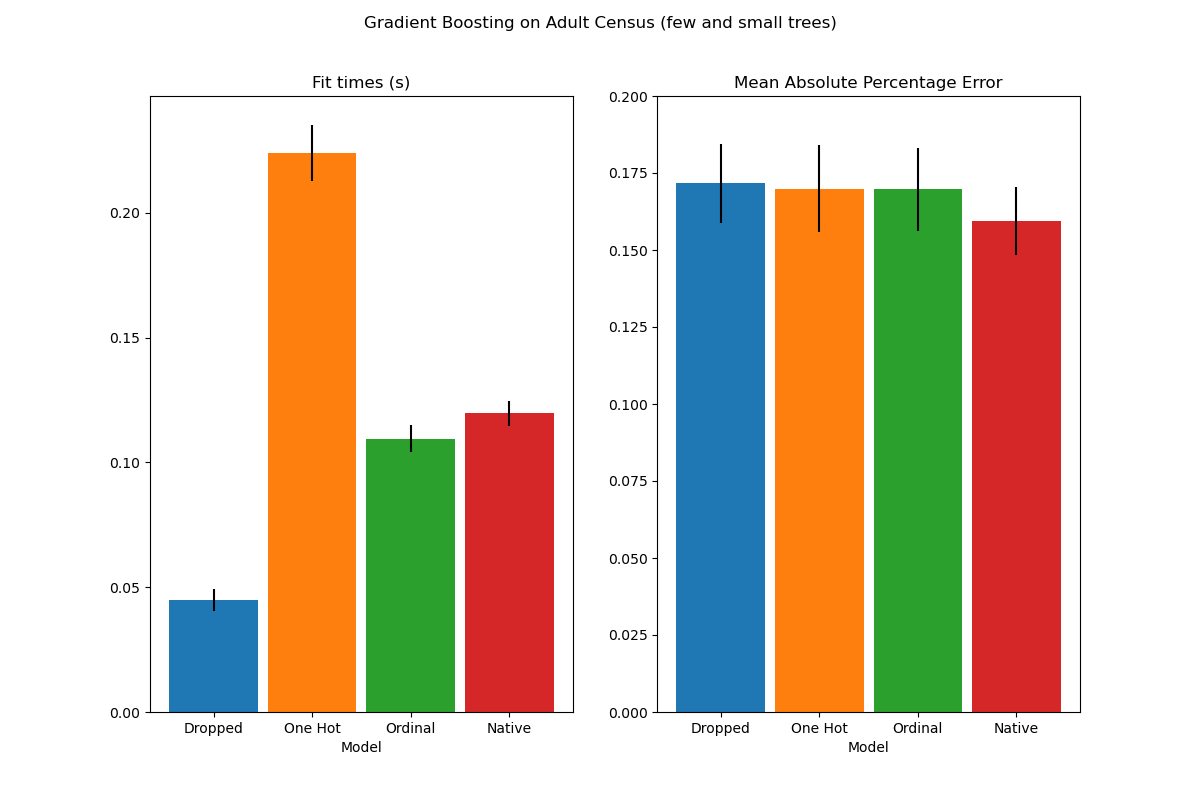 Gradient Boosting on Adult Census (few and small trees)
Fit times (s)
0.20
0.15
0.10
0.05
0.00
Dropped One Hot Ordinal Native
Model
Mean Absolute Percentage Error
0.200
0.175
0.150
0.125
0.100
0.075
0.050
0.025
0.000
Dropped One Hot Ordinal Native
Model